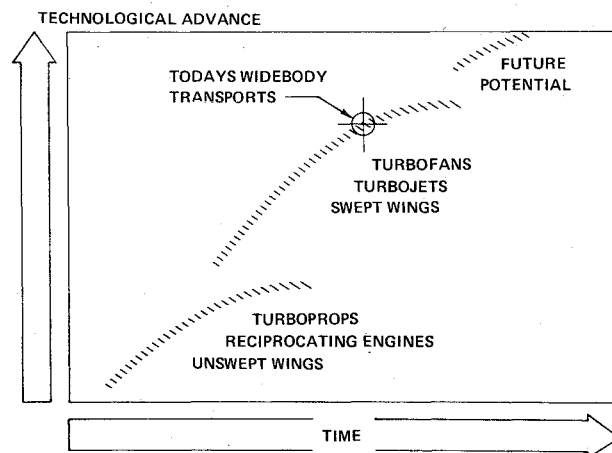 TECHNOLOGICAL ADVANCE
TODAYS WIDEBODY
TRANSPORTS
FUTURE
POTENTIAL
TURBOFANS
TURBOJETS
SWEPT WINGS
TURBOPROPS
RECIPROCATING ENGINES
UNSWEPT WINGS
TIME